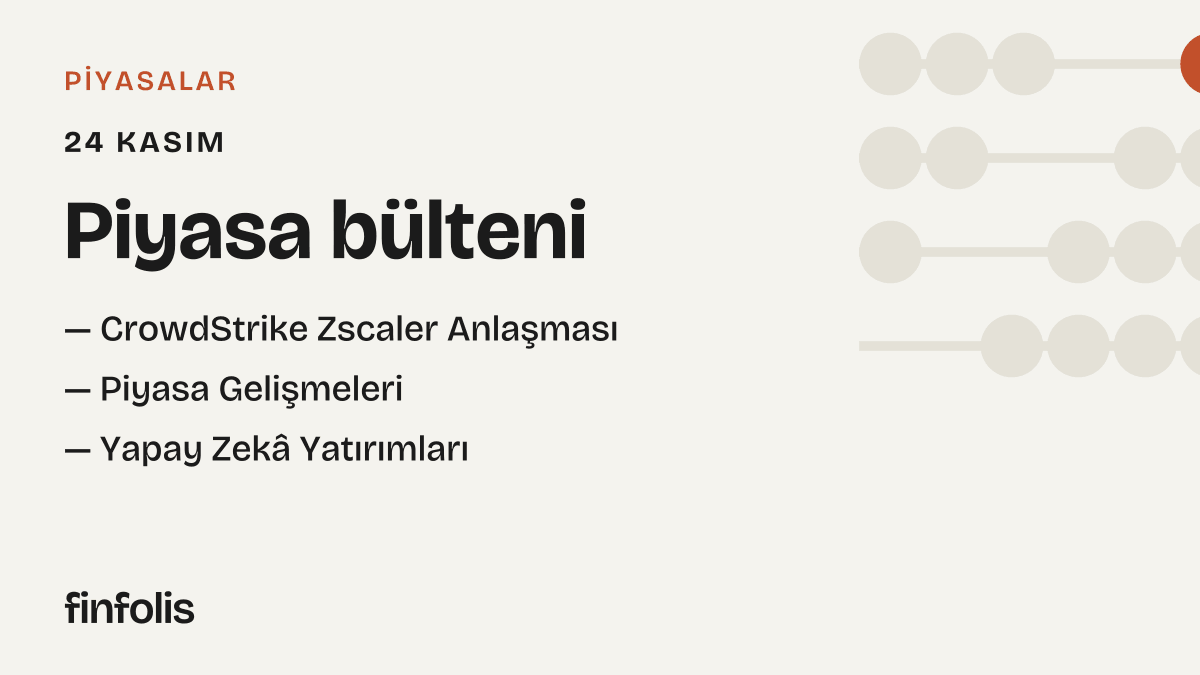 PİYASALAR
24 KASIM
Piyasa bülteni
— CrowdStrike Zscaler Anlaşması
— Piyasa Gelişmeleri
— Yapay Zekâ Yatırımları
finfolis